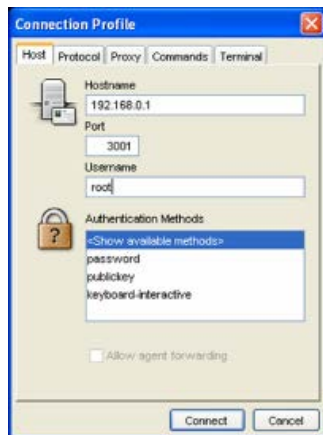 Connection Profile
Host Protocol Proxy Commands Terminal
Hostname
192.168.0.1
Port
3001
Username
root
Authentication Methods
<Show available methods>
password
publickey
keyboard-interactive
Allow agent forwarding
Connect Cancel